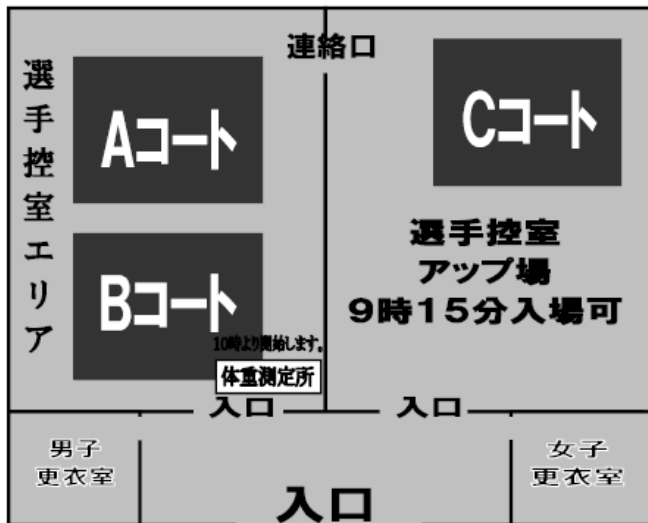 連絡口
選手控室エリア
Aコート
Cコート
Bコート
選手控室
アップ場
9時15分入場可
10時より開始します。
体重測定所
入口
入口
男子
更衣室
女子
更衣室
入口